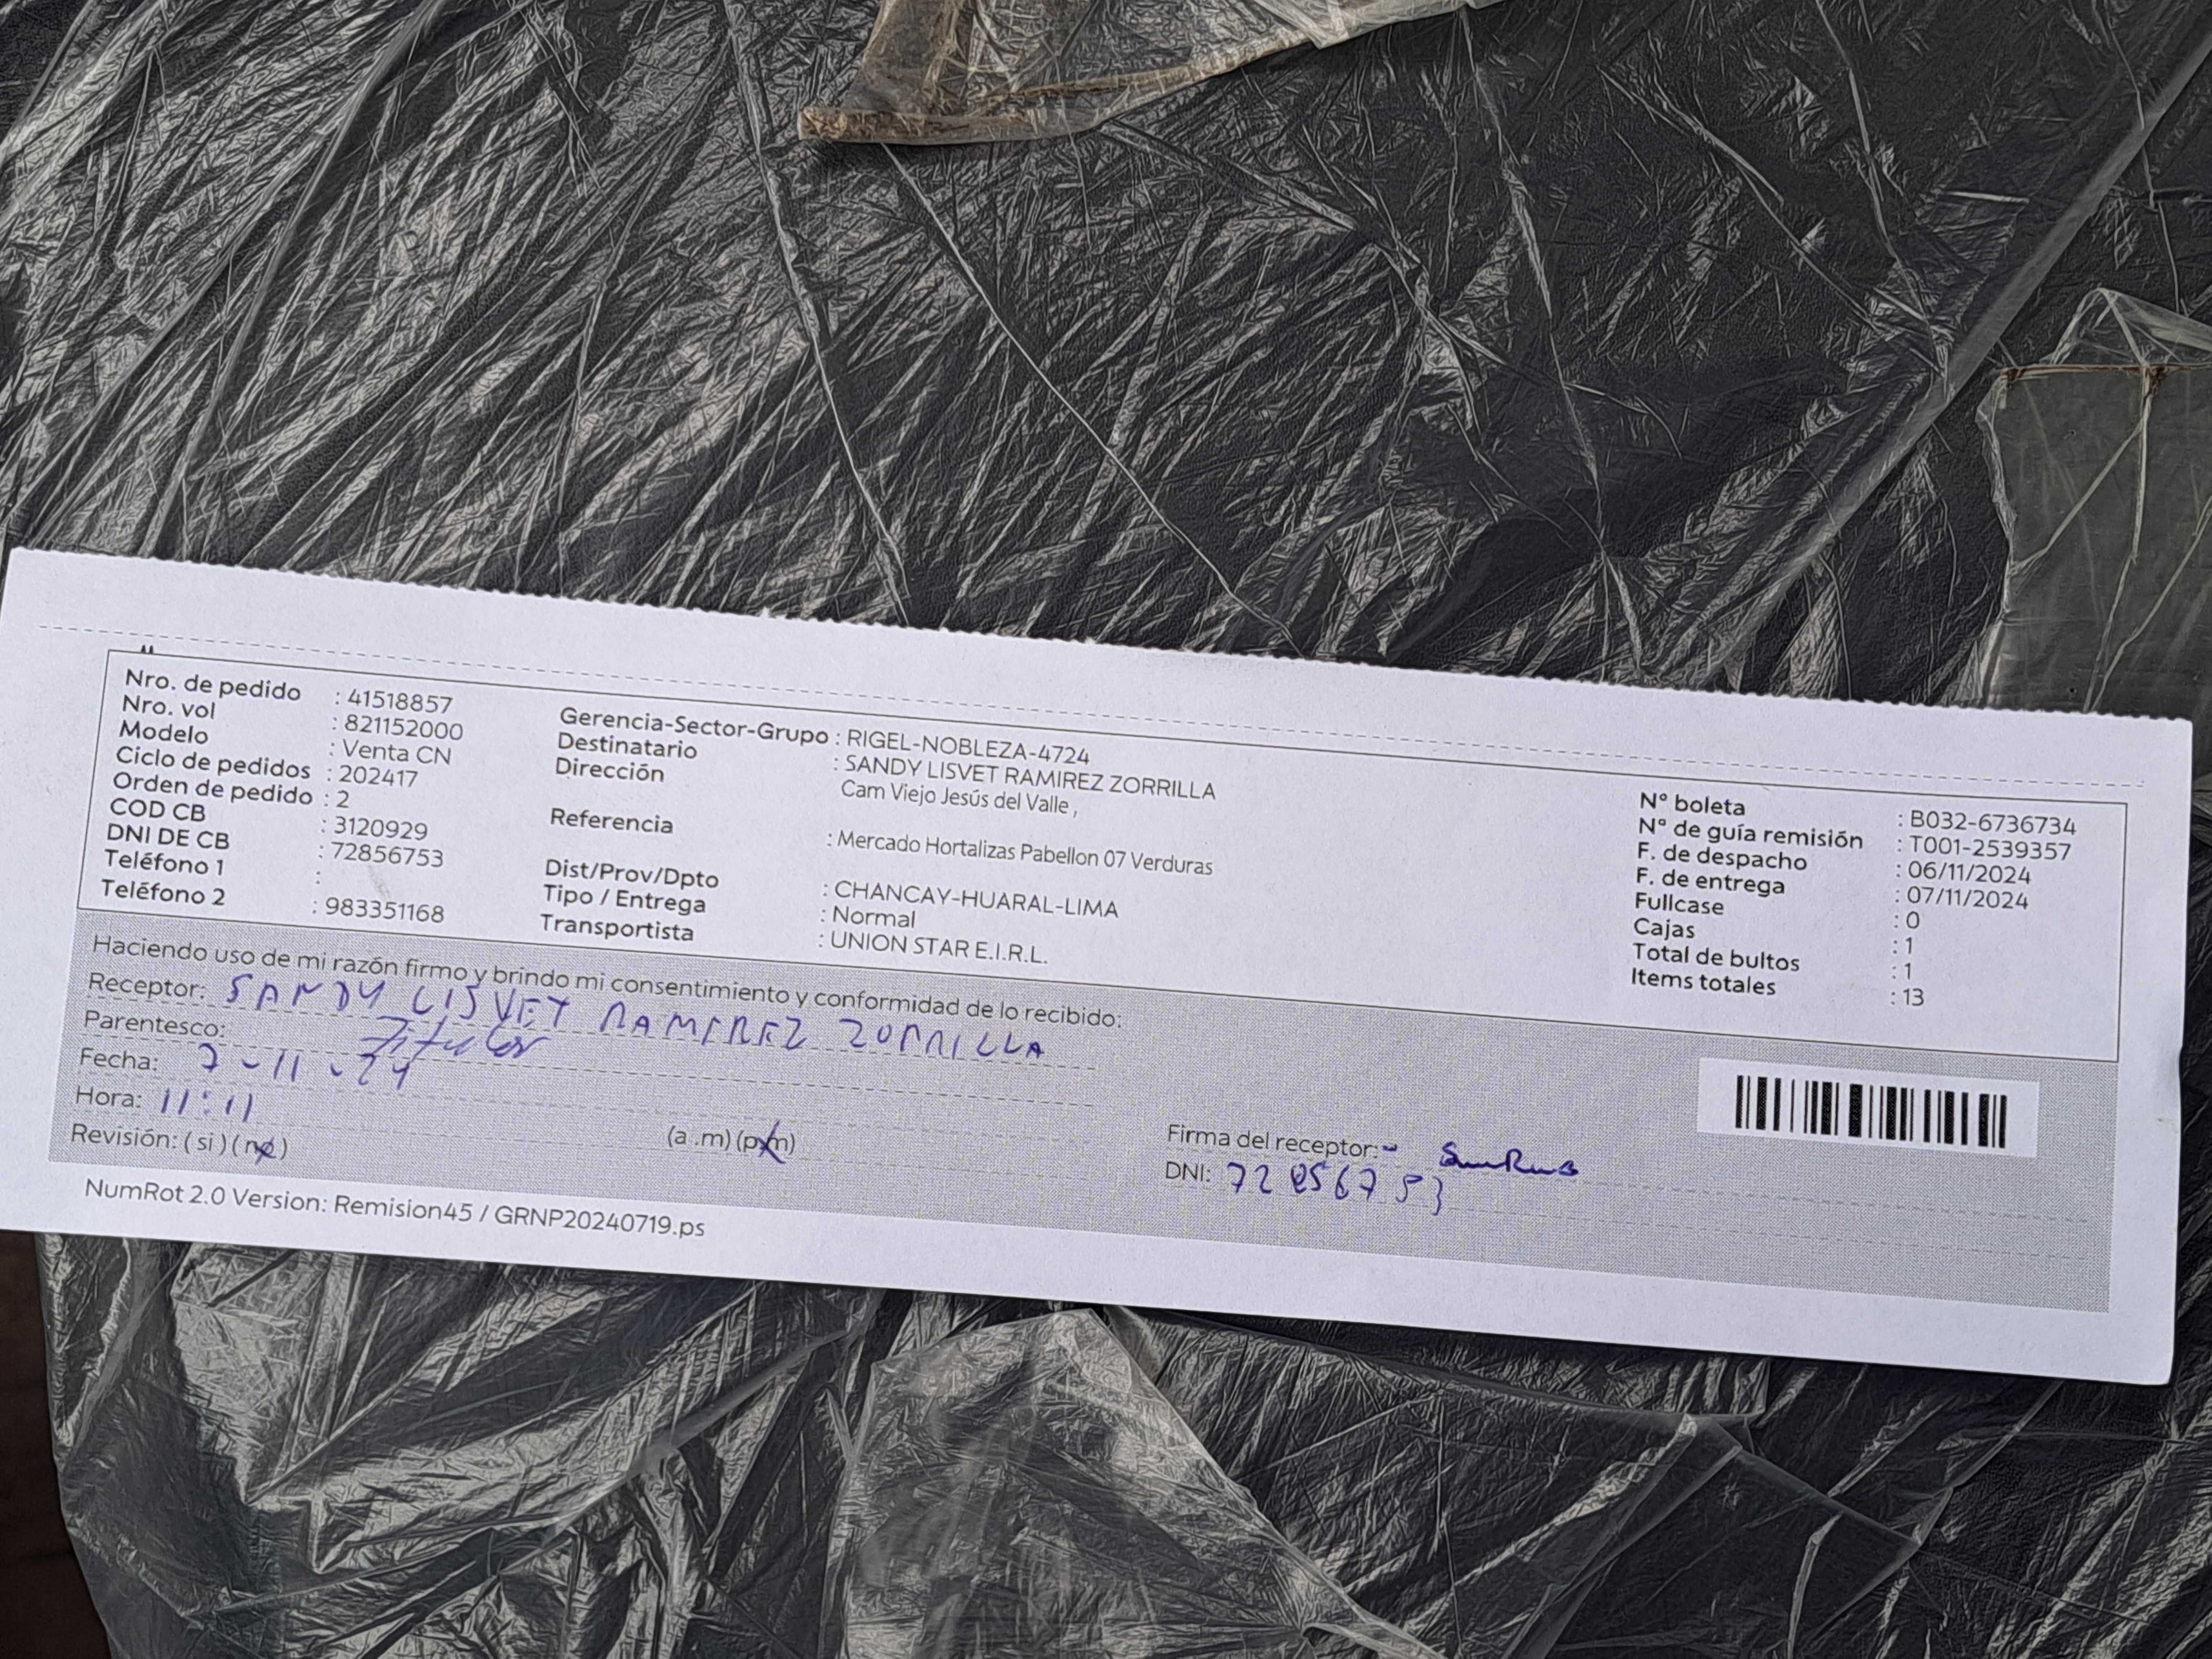 Nro. de pedido : 41518857
Nro. vol : 821152000
Modelo : Venta CN
Ciclo de pedidos : 202417
Orden de pedido : 2
COD CB : 3120929
DNI DE CB : 72856753
Teléfono 1 :
Teléfono 2 : 983351168
Gerencia-Sector-Grupo : RIGEL-NOBLEZA-4724
Destinatario : SANDY LISVET RAMIREZ ZORRILLA
Dirección Cam Viejo Jesús del Valle ,
Referencia : Mercado Hortalizas Pabellon 07 Verduras
Dist/Prov/Dpto : CHANCAY-HUARAL-LIMA
Tipo / Entrega : Normal
Transportista : UNION STAR E.I.R.L.
N° boleta : B032-6736734
N° de guía remisión : T001-2539357
F. de despacho : 06/11/2024
F. de entrega : 07/11/2024
Fullcase : 0
Cajas : 1
Total de bultos : 1
Items totales : 13
Haciendo uso de mi razón firmo y brindo mi consentimiento y conformidad de lo recibido:
Receptor: SANDY LISVET RAMIREZ ZORRILLA
Parentesco: Titular
Fecha: 7-11-24
Hora: 11:11 (a .m) (p.m)
Revisión: ( si ) ( no )
Firma del receptor:
DNI: 72856753
NumRot 2.0 Version: Remision45 / GRNP20240719.ps